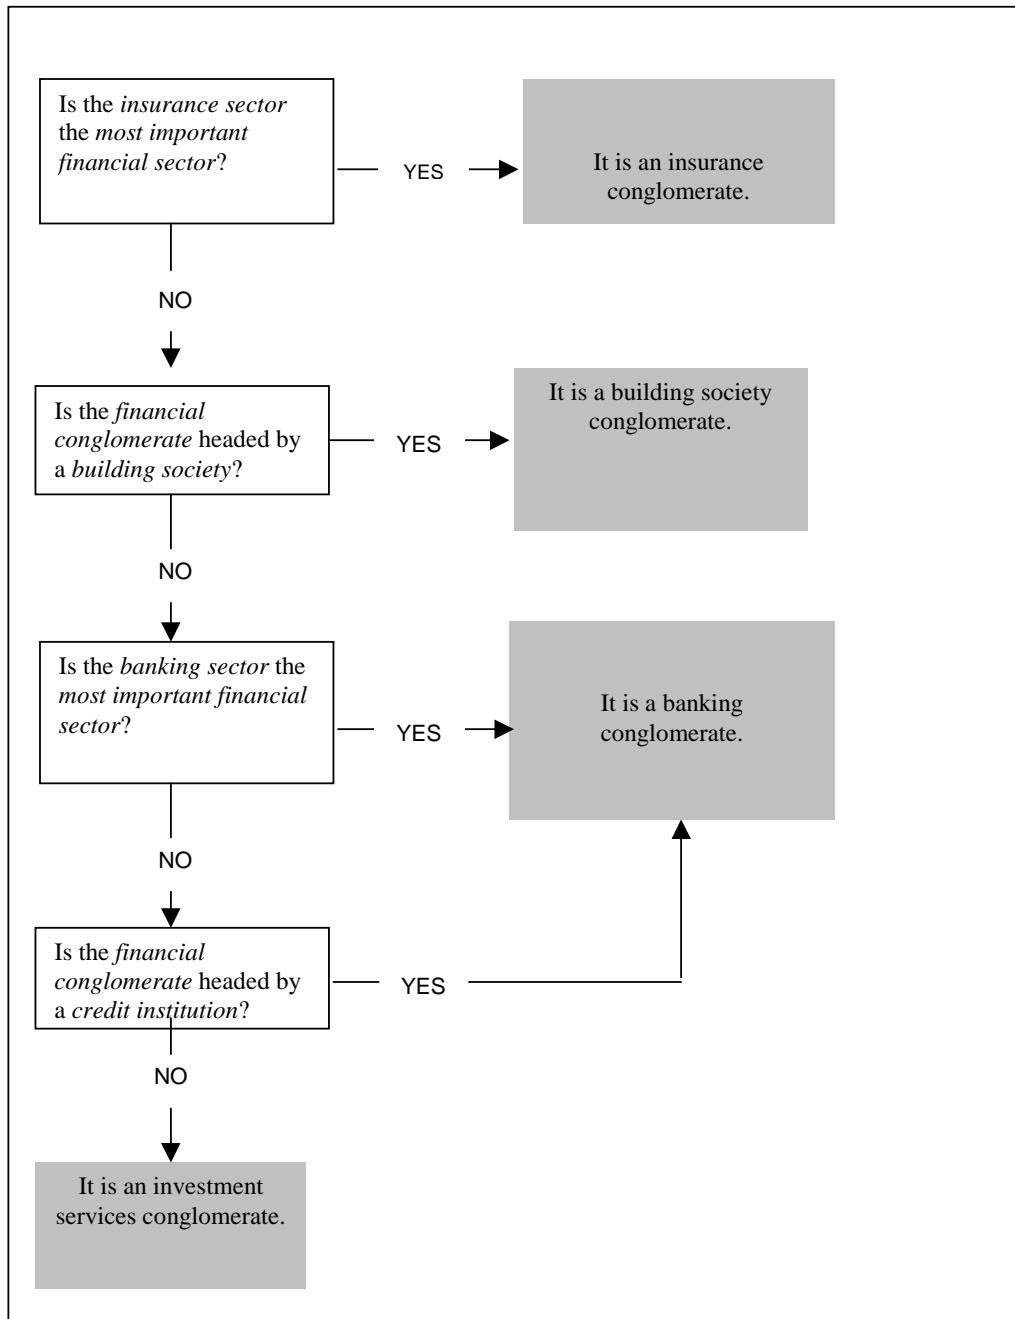 Is the insurance sector
the most important
financial sector?
YES
It is an insurance
conglomerate.
NO
Is the financial
conglomerate headed by
a building society?
YES
It is a building society
conglomerate.
NO
Is the banking sector the
most important financial
sector?
YES
It is a banking
conglomerate.
NO
Is the financial
conglomerate headed by
a credit institution?
YES
NO
It is an investment
services conglomerate.